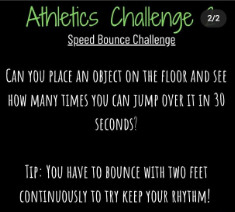 Athletics Challenge
2/2
Speed Bounce Challenge
Can you place an object on the floor and see
how many times you can jump over it in 30
seconds?
Tip: You have to bounce with two feet
continuously to try keep your rhythm!